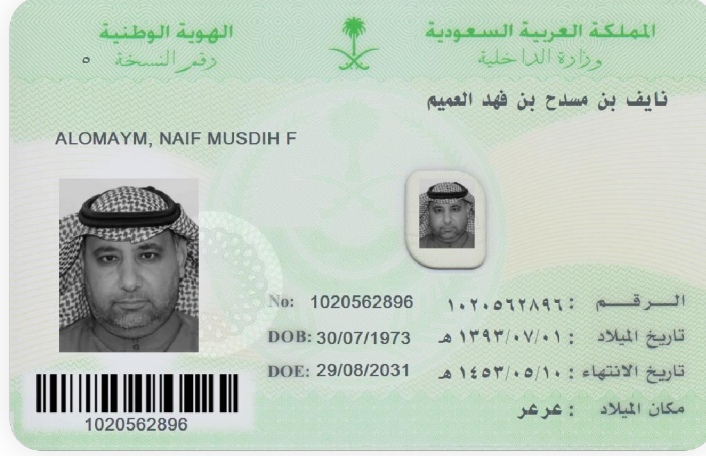 المملكة العربية السعودية
وزارة الداخلية
الهوية الوطنية
رقم النسخة ٥
نايف بن مسدح بن فهد العميم
ALOMAYM, NAIF MUSDIH F
الرقم : ١٠٢٠٥٦٢٨٩٦ No: 1020562896
تاريخ الميلاد : ١٣٩٣/٠٧/٠١ هـ DOB: 30/07/1973
تاريخ الانتهاء : ١٤٥٣/٠٥/١٠ هـ DOE: 29/08/2031
مكان الميلاد : عرعر
1020562896